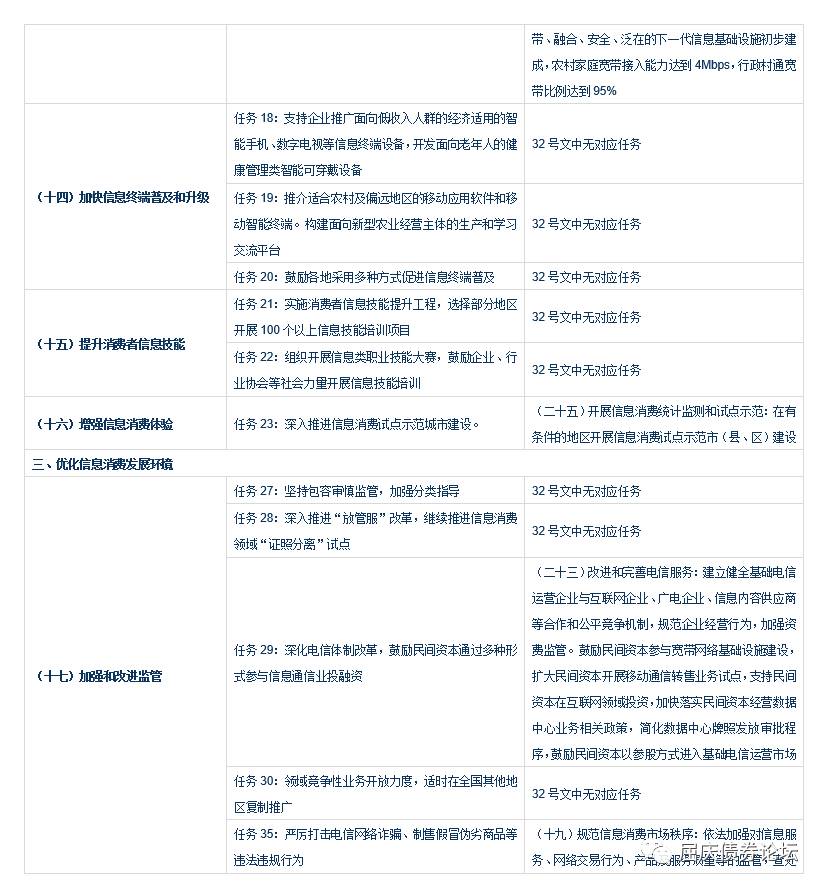 带、融合、安全、泛在的下一代信息基础设施初步建
成，农村家庭宽带接入能力达到 4Mbps，行政村通宽
带比例达到 95%
（十四）加快信息终端普及和升级
任务 18：支持企业推广面向低收入人群的经济适用的智
能手机、数字电视等信息终端设备，开发面向老年人的健
康管理类智能可穿戴设备
32 号文中无对应任务
任务 19：推介适合农村及偏远地区的移动应用软件和移
动智能终端。构建面向新型农业经营主体的生产和学习
交流平台
32 号文中无对应任务
任务 20：鼓励各地采用多种方式促进信息终端普及
32 号文中无对应任务
（十五）提升消费者信息技能
任务 21：实施消费者信息技能提升工程，选择部分地区
开展 100 个以上信息技能培训项目
32 号文中无对应任务
任务 22：组织开展信息类职业技能大赛，鼓励企业、行
业协会等社会力量开展信息技能培训
32 号文中无对应任务
（十六）增强信息消费体验
任务 23：深入推进信息消费试点示范城市建设。
（二十五）开展信息消费统计监测和试点示范：在有
条件的地区开展信息消费试点示范市（县、区）建设
三、优化信息消费发展环境
（十七）加强和改进监管
任务 27：坚持包容审慎监管，加强分类指导
32 号文中无对应任务
任务 28：深入推进“放管服”改革，继续推进信息消费
领域“证照分离”试点
32 号文中无对应任务
任务 29：深化电信体制改革，鼓励民间资本通过多种形
式参与信息通信业投融资
（二十三）改进和完善电信服务：建立健全基础电信
运营企业与互联网企业、广电企业、信息内容供应商
等合作和公平竞争机制，规范企业经营行为，加强资
费监管。鼓励民间资本参与宽带网络基础设施建设，
扩大民间资本开展移动通信转售业务试点，支持民间
资本在互联网领域投资，加快落实民间资本经营数据
中心业务相关政策，简化数据中心牌照发放审批程
序，鼓励民间资本以参股方式进入基础电信运营市场
任务 30：领域竞争性业务开放力度，适时在全国其他地
区复制推广
32 号文中无对应任务
任务 35：严厉打击电信网络诈骗、制售假冒伪劣商品等
违法违规行为
（十九）规范信息消费市场秩序：依法加强对信息服
务、网络交易行为、产品及服务质量等的监管，查处
屈庆债券论坛